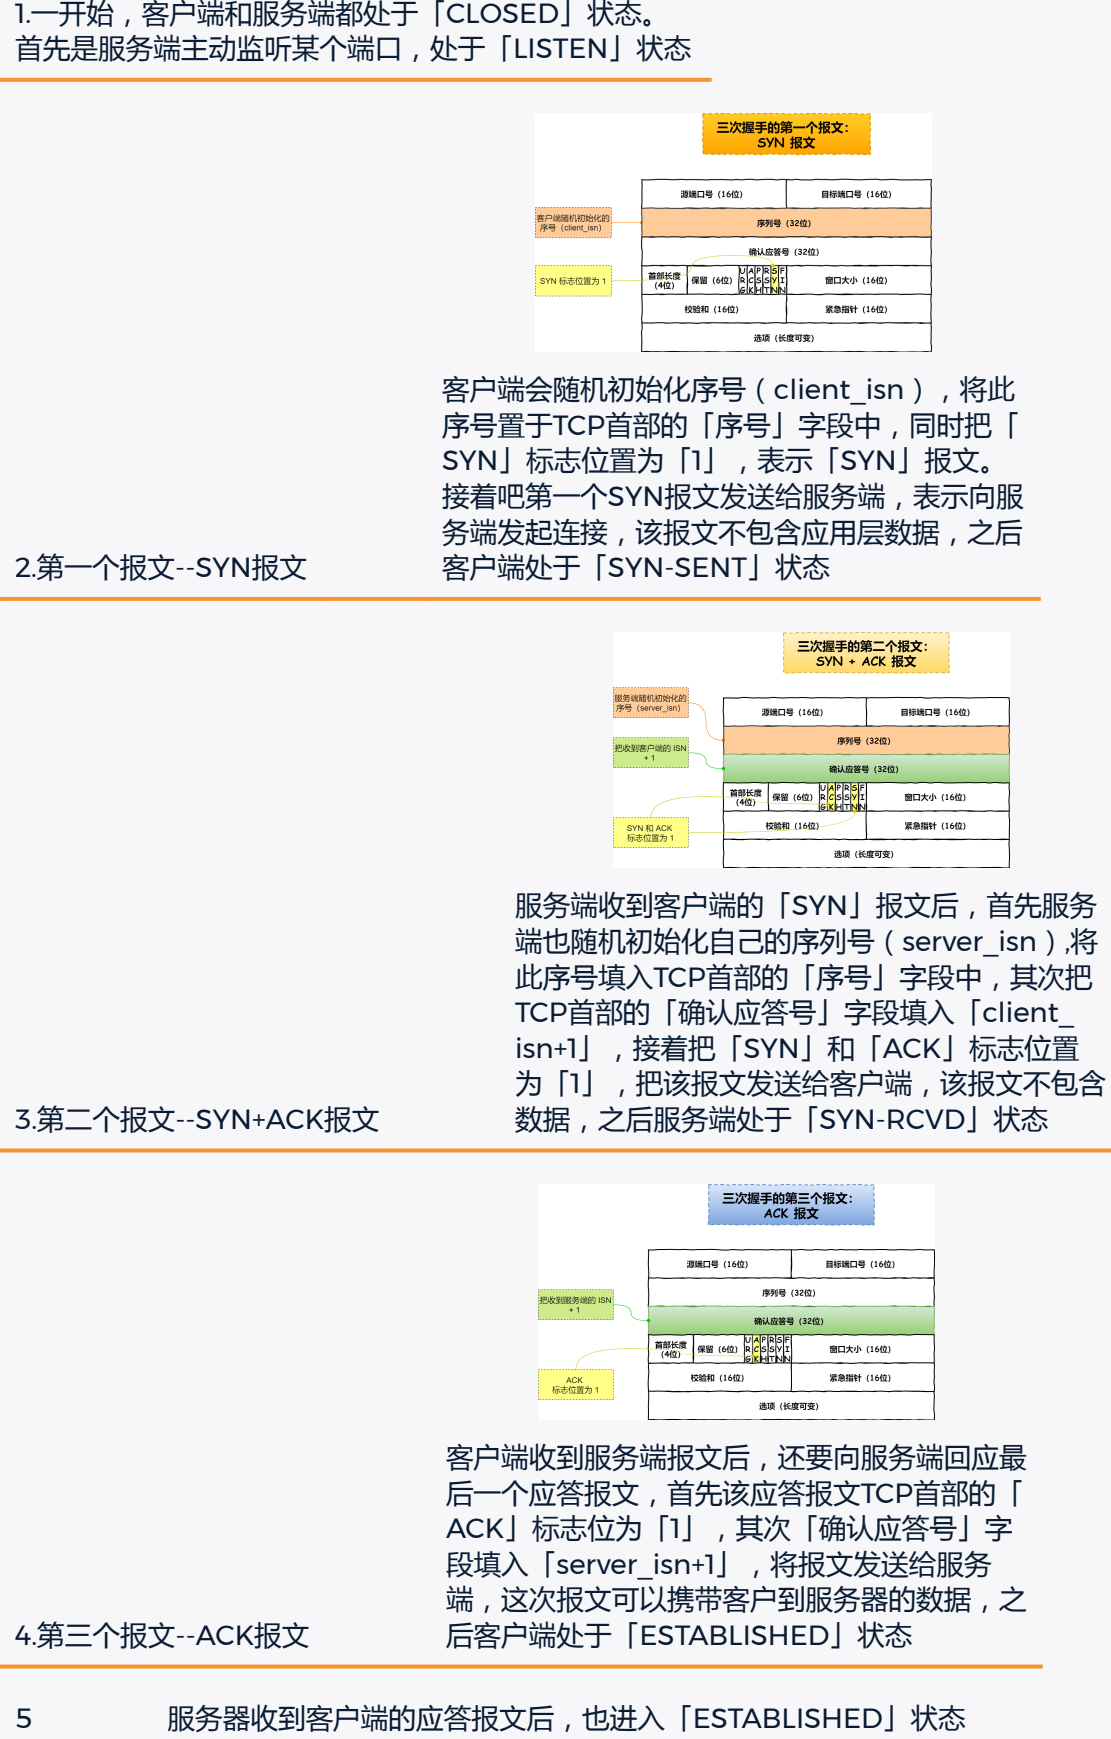 1.一开始，客户端和服务端都处于「CLOSED」状态。
首先是服务端主动监听某个端口，处于「LISTEN」状态
三次握手的第一个报文：
SYN 报文
源端口号（16位）
目标端口号（16位）
客户端随机初始化的
序号（client_isn）
序列号（32位）
确认应答号（32位）
SYN 标志位置为 1
首部长度
（4位）
保留（6位）
URG
ACK
PSH
RST
SYN
FIN
窗口大小（16位）
校验和（16位）
紧急指针（16位）
选项（长度可变）
客户端会随机初始化序号（client_isn），将此
序号置于TCP首部的「序号」字段中，同时把「
SYN」标志位置为「1」，表示「SYN」报文。
接着吧第一个SYN报文发送给服务端，表示向服
务端发起连接，该报文不包含应用层数据，之后
客户端处于「SYN-SENT」状态
2.第一个报文--SYN报文
三次握手的第二个报文：
SYN + ACK 报文
服务端随机初始化的
序号（server_isn）
源端口号（16位）
目标端口号（16位）
序列号（32位）
把收到客户端的 ISN
+ 1
确认应答号（32位）
首部长度
（4位）
保留（6位）
URG
ACK
PSH
RST
SYN
FIN
窗口大小（16位）
SYN 和 ACK
标志位置为 1
校验和（16位）
紧急指针（16位）
选项（长度可变）
服务端收到客户端的「SYN」报文后，首先服务
端也随机初始化自己的序列号（server_isn）,将
此序号填入TCP首部的「序号」字段中，其次把
TCP首部的「确认应答号」字段填入「client_
isn+1」，接着把「SYN」和「ACK」标志位置
为「1」，把该报文发送给客户端，该报文不包含
数据，之后服务端处于「SYN-RCVD」状态
3.第二个报文--SYN+ACK报文
三次握手的第三个报文：
ACK 报文
源端口号（16位）
目标端口号（16位）
序列号（32位）
把收到服务端的 ISN
+ 1
确认应答号（32位）
首部长度
（4位）
保留（6位）
URG
ACK
PSH
RST
SYN
FIN
窗口大小（16位）
ACK
标志位置为 1
校验和（16位）
紧急指针（16位）
选项（长度可变）
客户端收到服务端报文后，还要向服务端回应最
后一个应答报文，首先该应答报文TCP首部的「
ACK」标志位为「1」，其次「确认应答号」字
段填入「server_isn+1」，将报文发送给服务
端，这次报文可以携带客户到服务器的数据，之
后客户端处于「ESTABLISHED」状态
4.第三个报文--ACK报文
5 服务器收到客户端的应答报文后，也进入「ESTABLISHED」状态